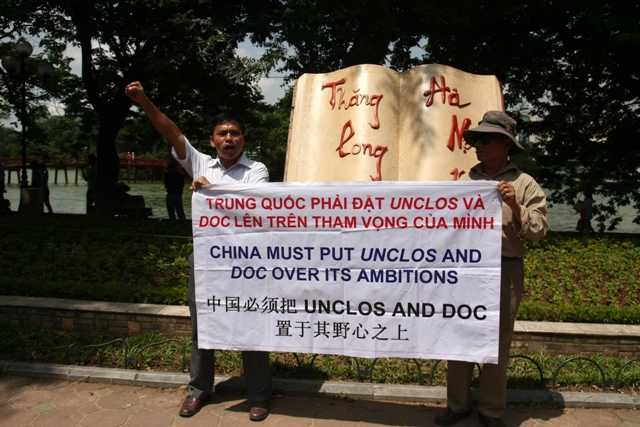 Thăng
Long
Hà
TRUNG QUỐC PHẢI ĐẶT UNCLOS VÀ
DOC LÊN TRÊN THAM VỌNG CỦA MÌNH
CHINA MUST PUT UNCLOS AND
DOC OVER ITS AMBITIONS
中国必须把 UNCLOS AND DOC
置于其野心之上